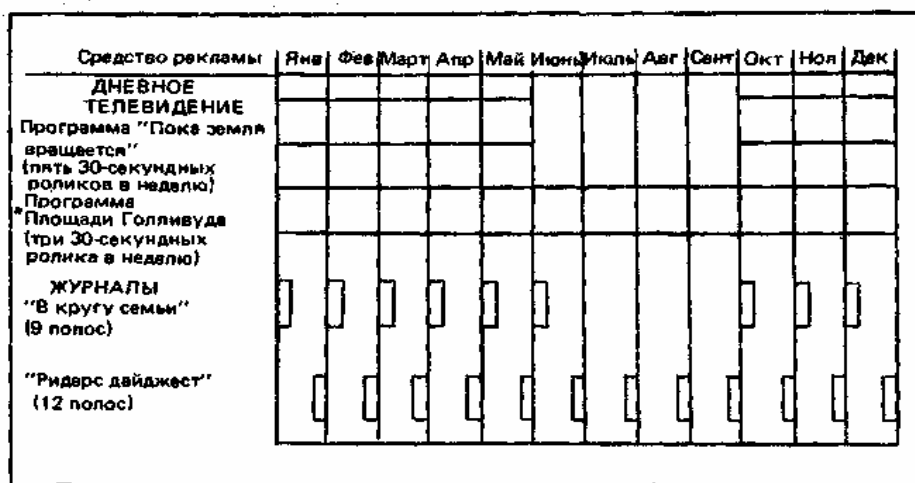 Средство рекламы Янв Фев Март Апр Май Июнь Июль Авг Сент Окт Ноя Дек
ДНЕВНОЕ
ТЕЛЕВИДЕНИЕ
Программа "Пока земля
вращается"
(пять 30-секундных
роликов в неделю)
Программа
"Площади Голливуда
(три 30-секундных
ролика в неделю)
ЖУРНАЛЫ
"В кругу семьи"
(9 полос)
"Ридерс дайджест"
(12 полос)